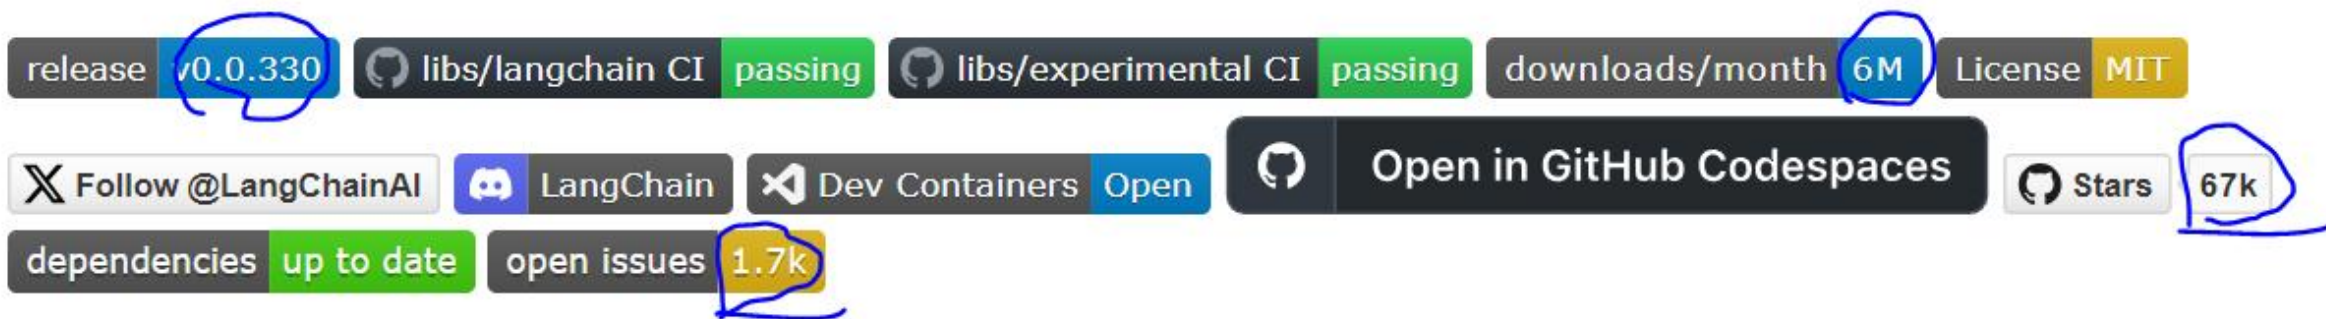 release v0.0.330 libs/langchain CI passing libs/experimental CI passing downloads/month 6M License MIT
Follow @LangChainAI LangChain Dev Containers Open Open in GitHub Codespaces Stars 67k
dependencies up to date open issues 1.7k